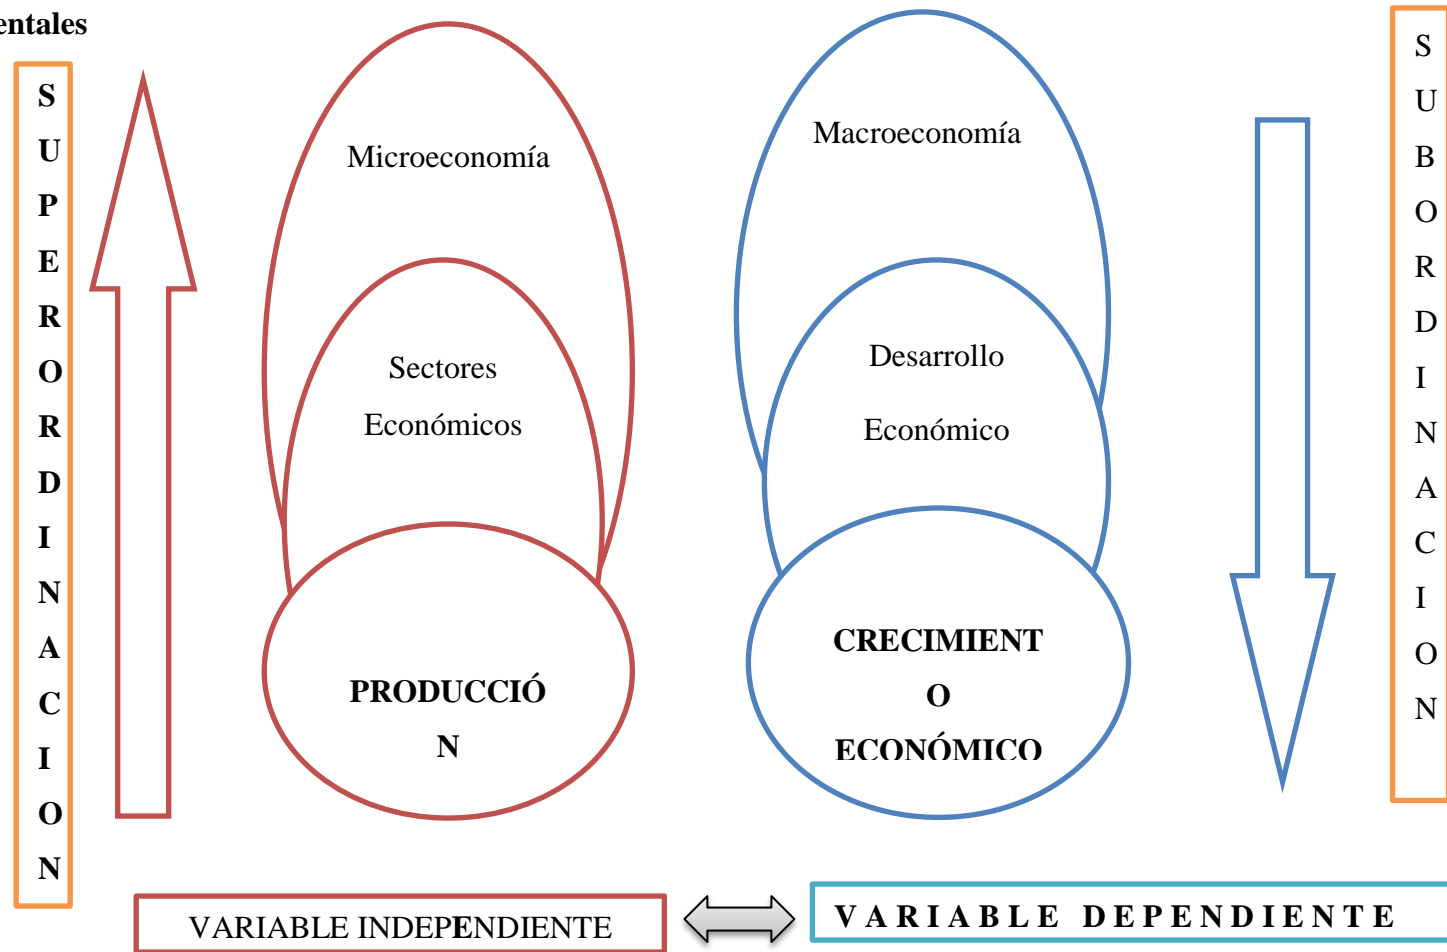 entales
S
U
P
E
R
O
R
D
I
N
A
C
I
O
N
Microeconomía
Sectores
Económicos
PRODUCCIÓ
N
Macroeconomía
Desarrollo
Económico
CRECIMIENT
O
ECONÓMICO
S
U
B
O
R
D
I
N
A
C
I
O
N
VARIABLE INDEPENDIENTE
VARIABLE DEPENDIENTE